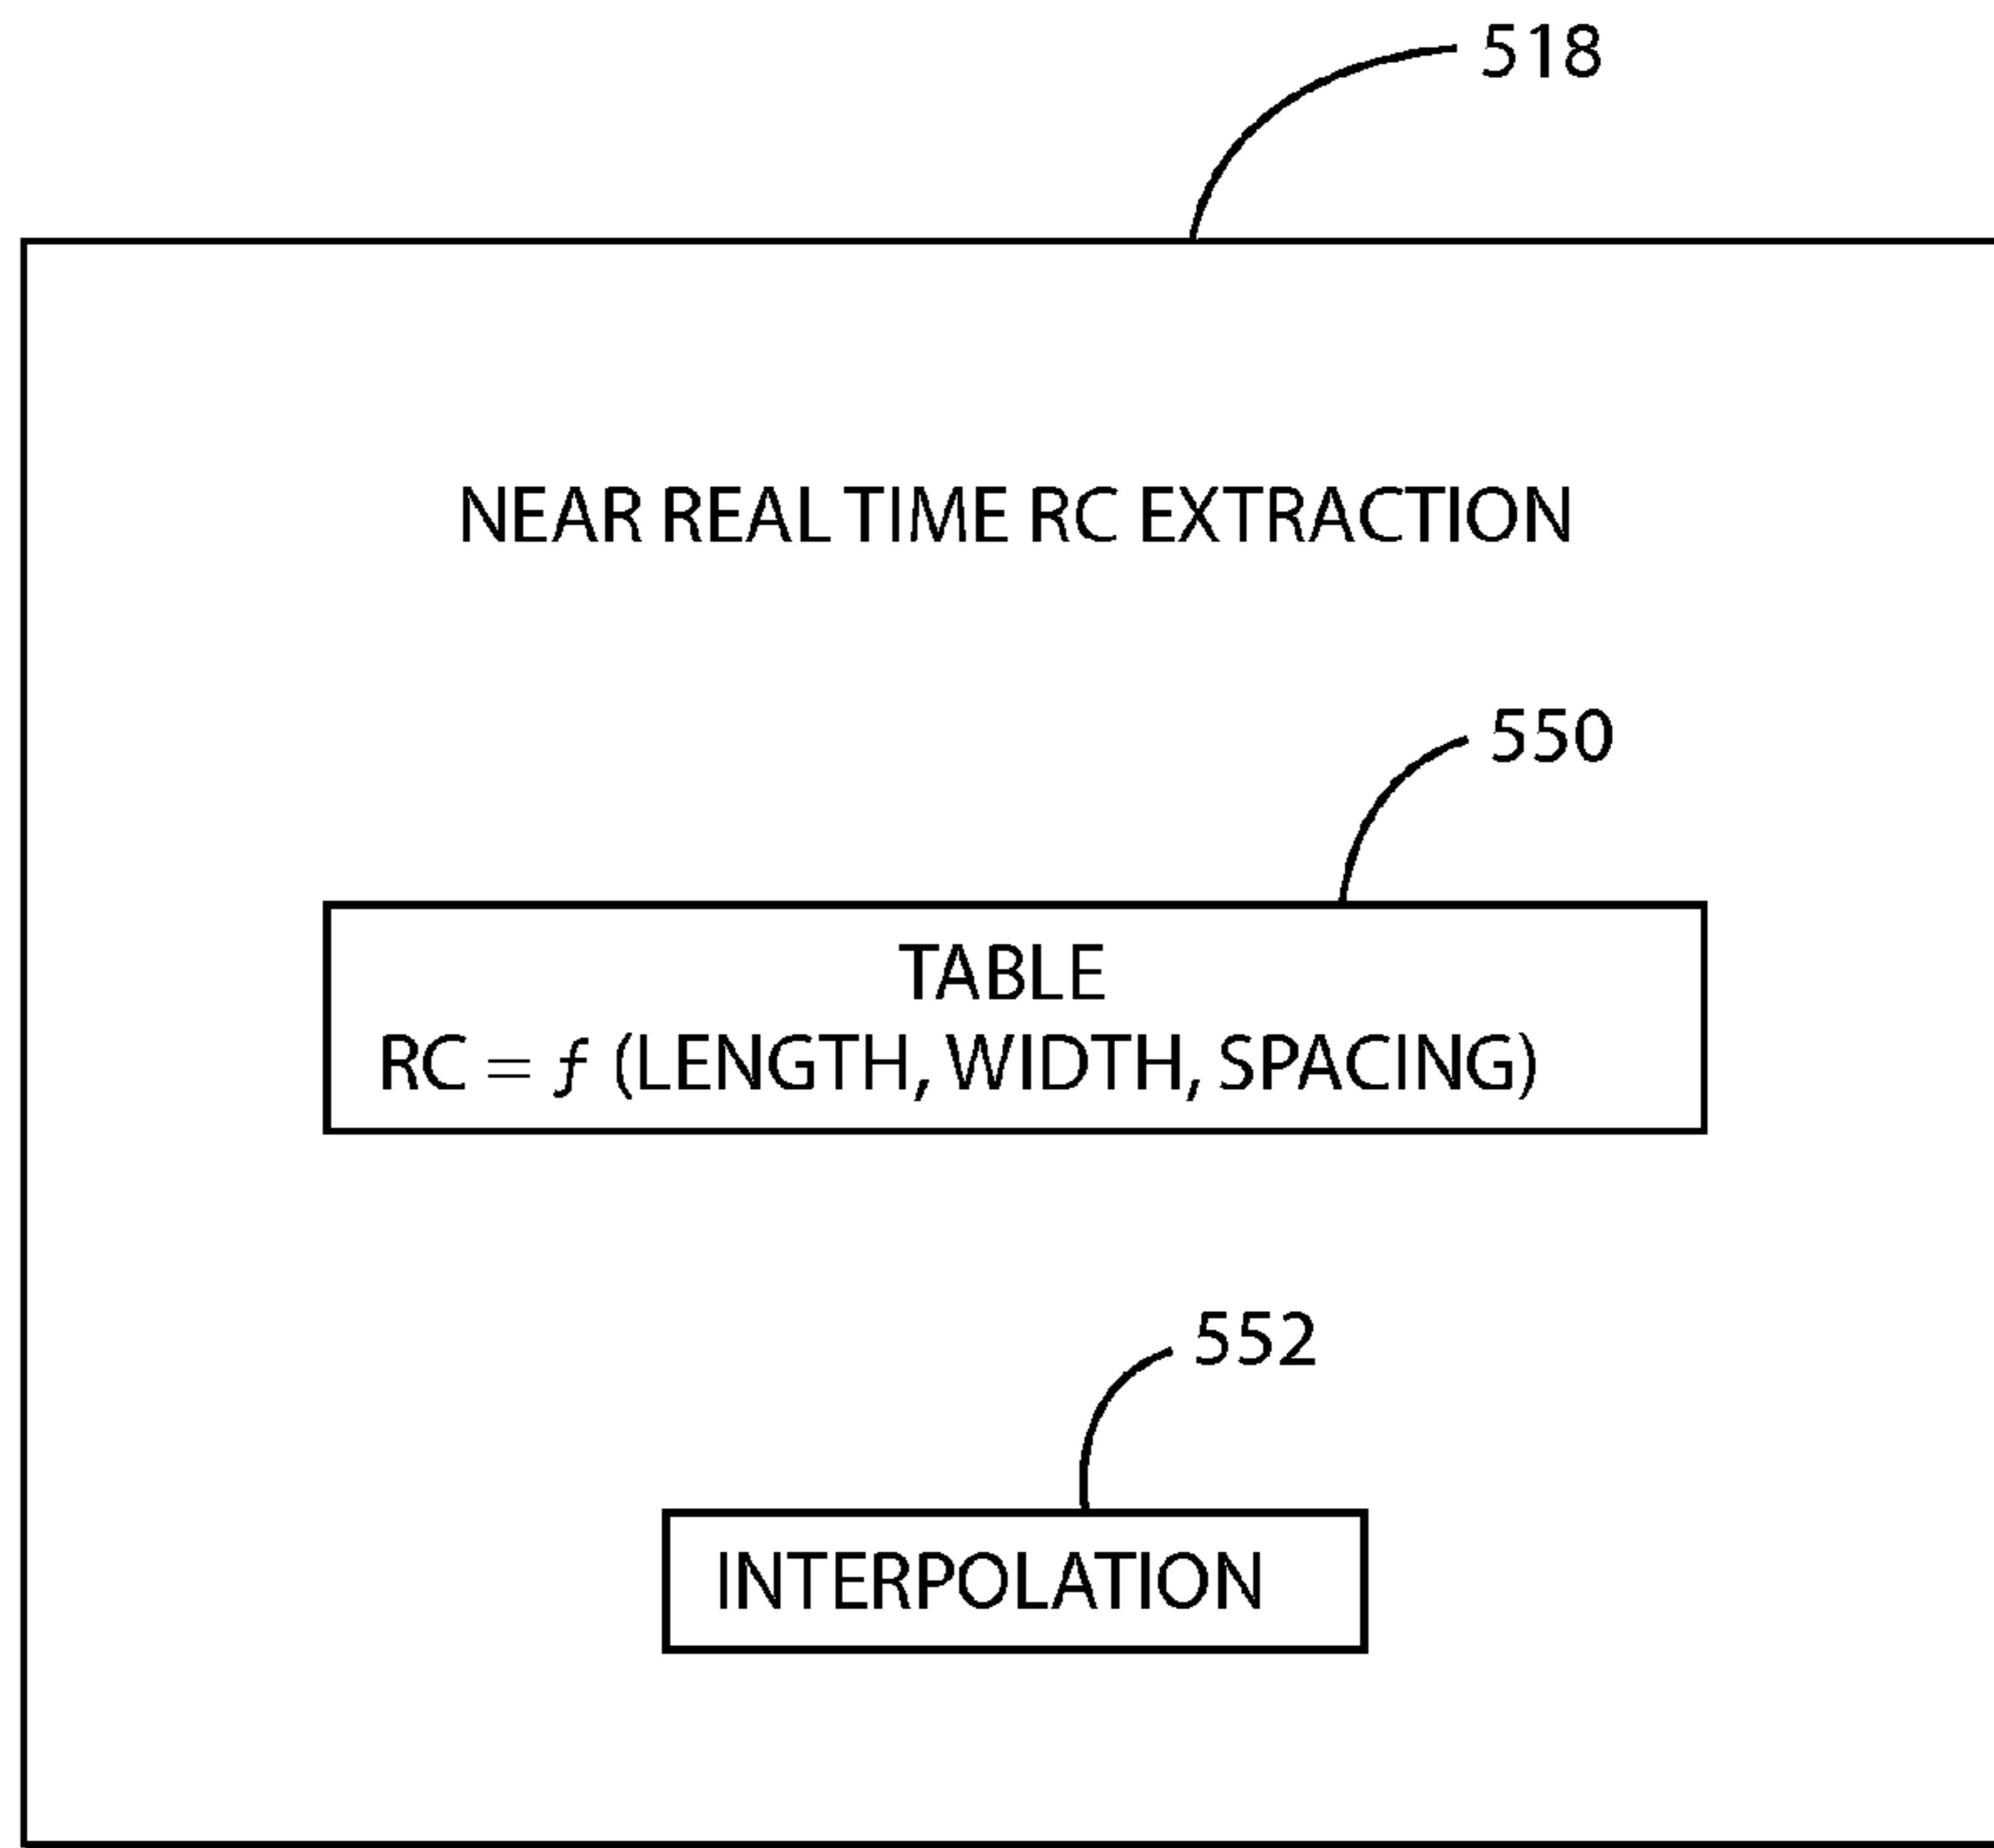 518
NEAR REAL TIME RC EXTRACTION
550
TABLE
RC = ƒ (LENGTH, WIDTH, SPACING)
552
INTERPOLATION